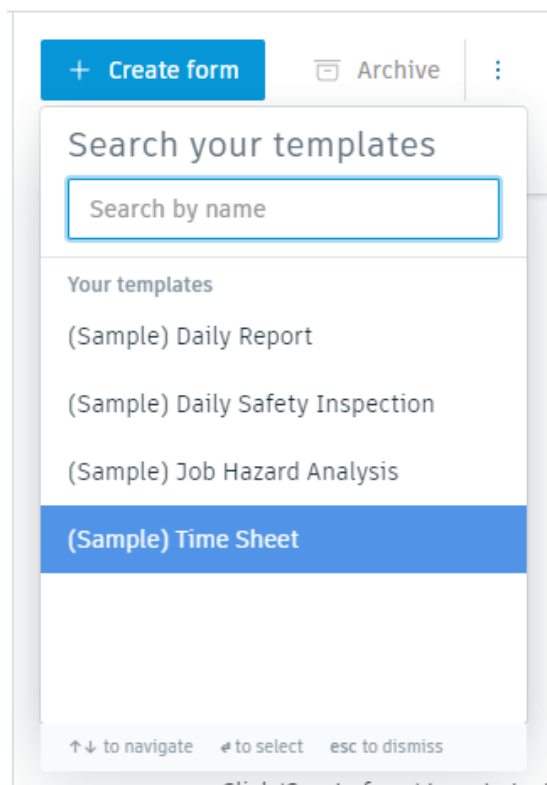 + Create form Archive
Search your templates
Search by name
Your templates
(Sample) Daily Report
(Sample) Daily Safety Inspection
(Sample) Job Hazard Analysis
(Sample) Time Sheet
↑↓ to navigate ↵ to select esc to dismiss